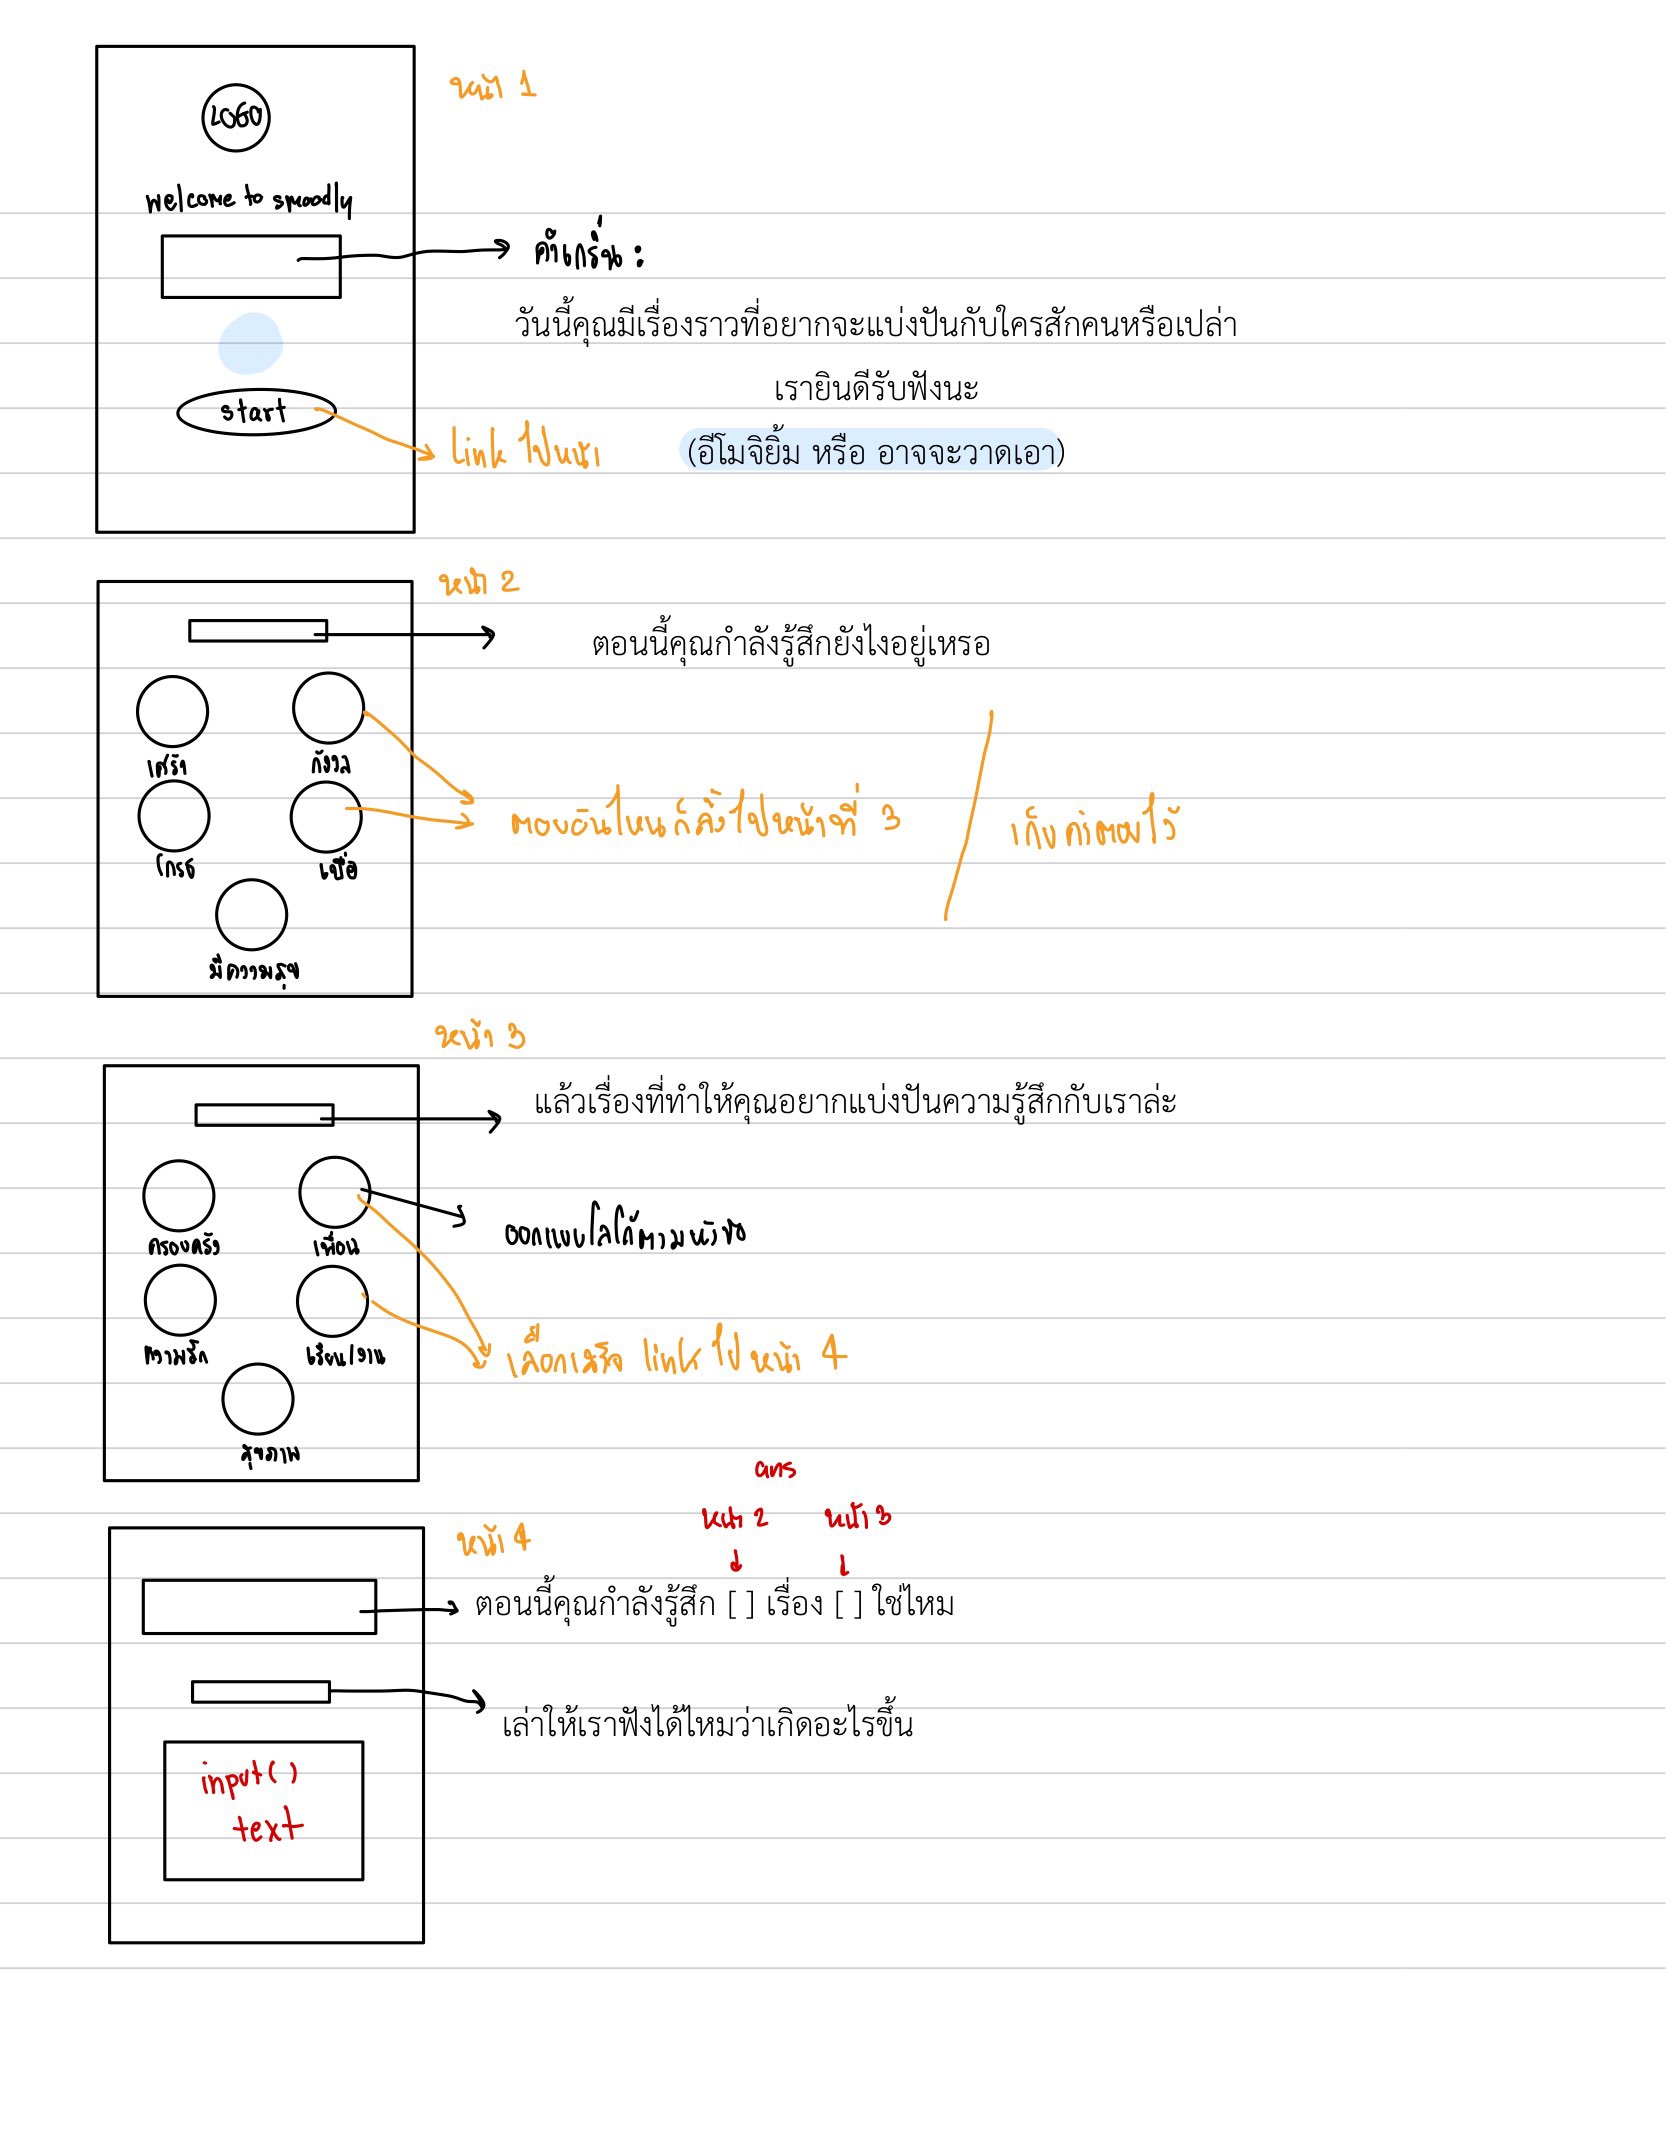 หน้า 1
LOGO
welcome to smoodly
คำเกริ่น :
วันนี้คุณมีเรื่องราวที่อยากจะแบ่งปันกับใครสักคนหรือเปล่า
เรายินดีรับฟังนะ
(อีโมจิยิ้ม หรือ อาจจะวาดเอา)
start
link ไปหน้า
หน้า 2
ตอนนี้คุณกำลังรู้สึกยังไงอยู่เหรอ
เศร้า
กังวล
โกรธ
เบื่อ
มีความสุข
ตอบอันไหนก็ลิ้งไปหน้าที่ 3
เก็บคำตอบไว้
หน้า 3
แล้วเรื่องที่ทำให้คุณอยากแบ่งปันความรู้สึกกับเราล่ะ
ครอบครัว
เพื่อน
ออกแบบโลโก้ตามหัวข้อ
ความรัก
เรียน/งาน
เลือกเสร็จ link ไป หน้า 4
สุขภาพ
ans
หน้า 2
หน้า 3
หน้า 4
ตอนนี้คุณกำลังรู้สึก [ ] เรื่อง [ ] ใช่ไหม
เล่าให้เราฟังได้ไหมว่าเกิดอะไรขึ้น
input( )
text